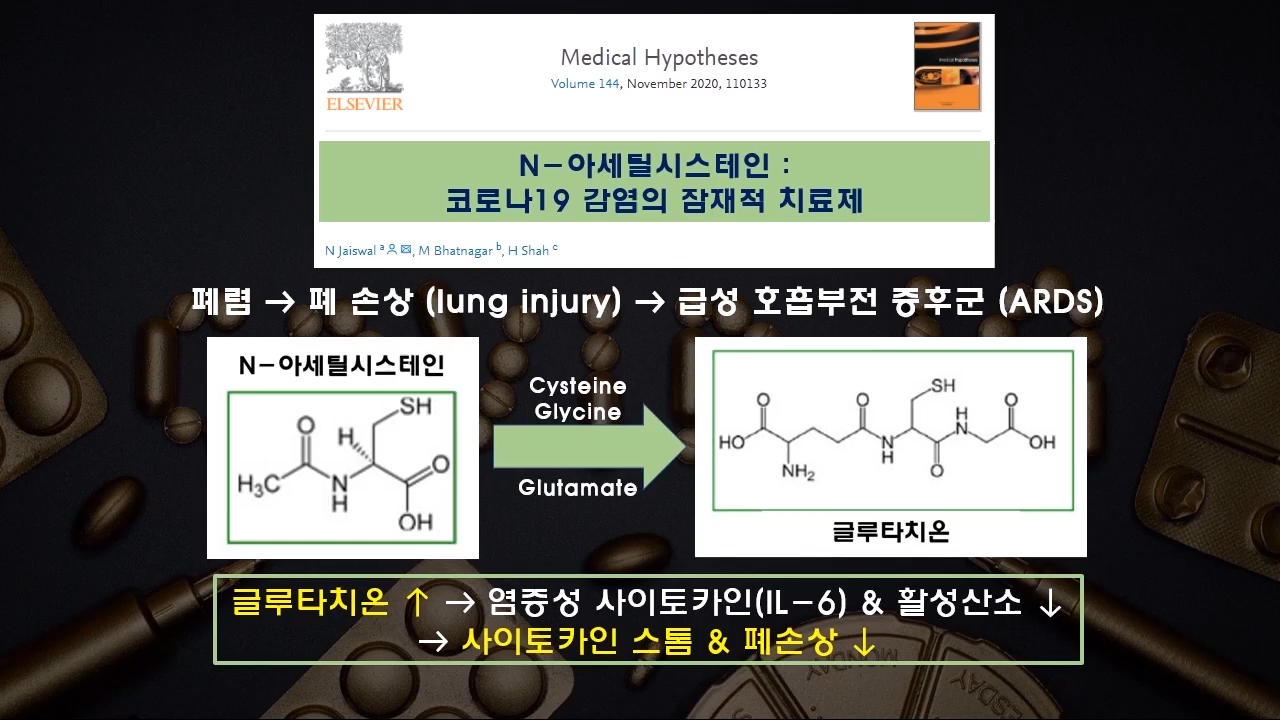 ELSEVIER
Medical Hypotheses
Volume 144, November 2020, 110133
N-아세틸시스테인 :
코로나19 감염의 잠재적 치료제
N Jaiswal a, M Bhatnagar b, H Shah c
폐렴 → 폐 손상 (lung injury) → 급성 호흡부전 증후군 (ARDS)
N-아세틸시스테인
SH
O
H
H3C
N
H
O
OH
Cysteine
Glycine
Glutamate
SH
O
O
H
N
O
HO
NH2
N
H
O
OH
글루타치온
글루타치온 ↑ → 염증성 사이토카인(IL-6) & 활성산소 ↓
→ 사이토카인 스톰 & 폐손상 ↓
MONDAY